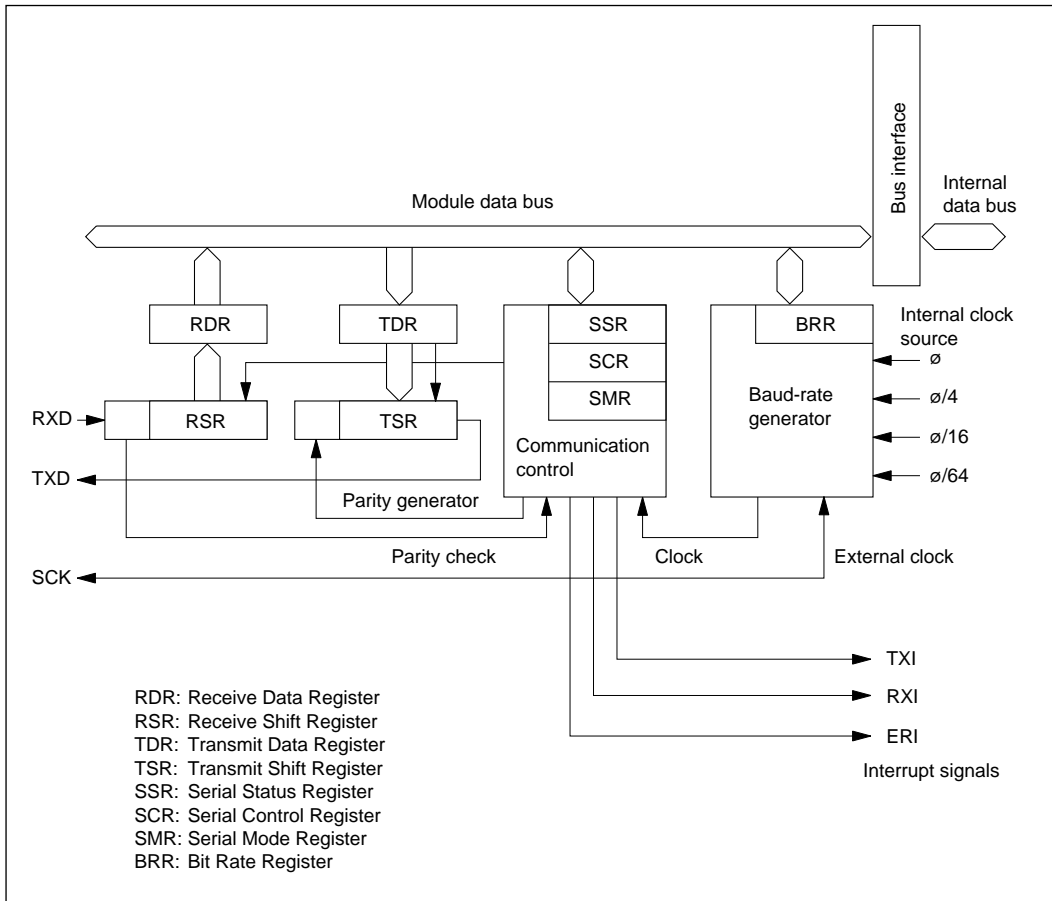 Bus interface
Internal
data bus
Module data bus
RDR
TDR
SSR
SCR
SMR
BRR
Internal clock
source
ø
ø/4
ø/16
ø/64
Baud-rate
generator
RXD
RSR
TSR
Communication
control
TXD
Parity generator
Parity check
Clock
External clock
SCK
TXI
RXI
ERI
Interrupt signals
RDR: Receive Data Register
RSR: Receive Shift Register
TDR: Transmit Data Register
TSR: Transmit Shift Register
SSR: Serial Status Register
SCR: Serial Control Register
SMR: Serial Mode Register
BRR: Bit Rate Register